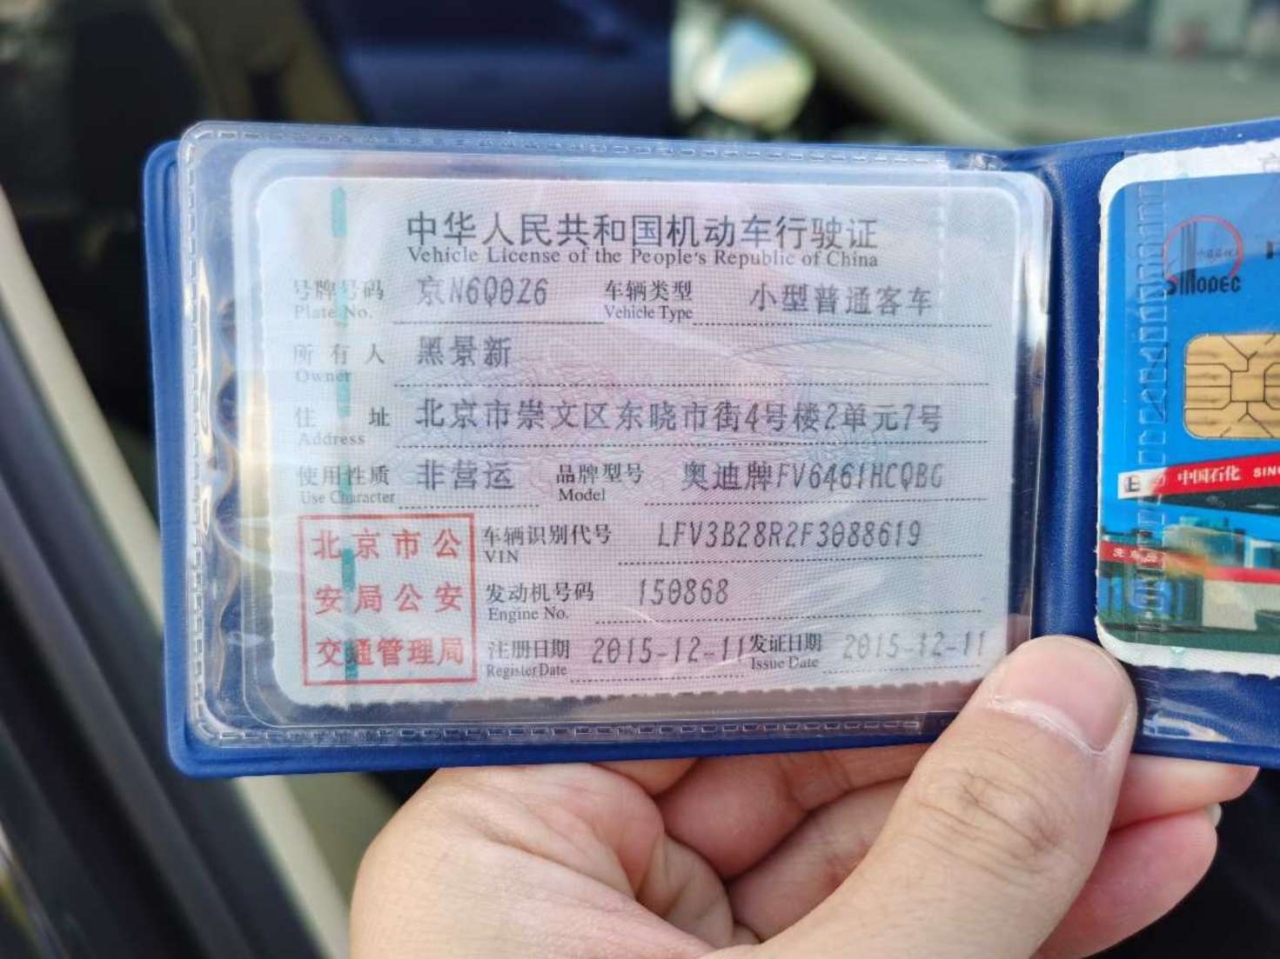 中华人民共和国机动车行驶证
Vehicle License of the People's Republic of China
号牌号码 京N6Q0Z6 车辆类型 小型普通客车
Plate No. Vehicle Type
所有人 黑景新
Owner
住址 北京市崇文区东晓市街4号楼2单元7号
Address
使用性质 非营运 品牌型号 奥迪牌FV6461HCQBG
Use Character Model
北京市公
安局公安
交通管理局
车辆识别代号 LFV3B28R2F3088619
VIN
发动机号码 150868
Engine No.
注册日期 2015-12-11 发证日期 2015-12-11
Register Date Issue Date
SINOPEC
中国石化 SIN